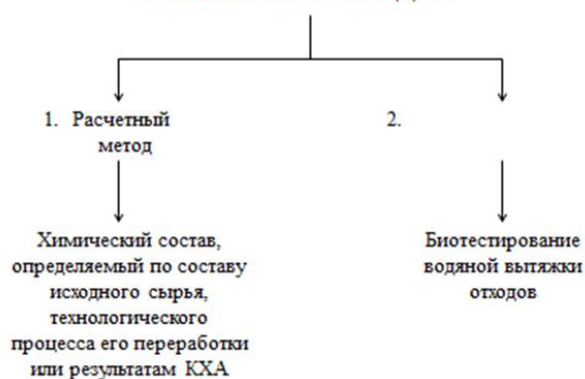 1. Расчетный
метод
2.
Химический состав,
определяемый по составу
исходного сырья,
технологического
процесса его переработки
или результатам КХА
Биотестирование
водяной вытяжки
отходов